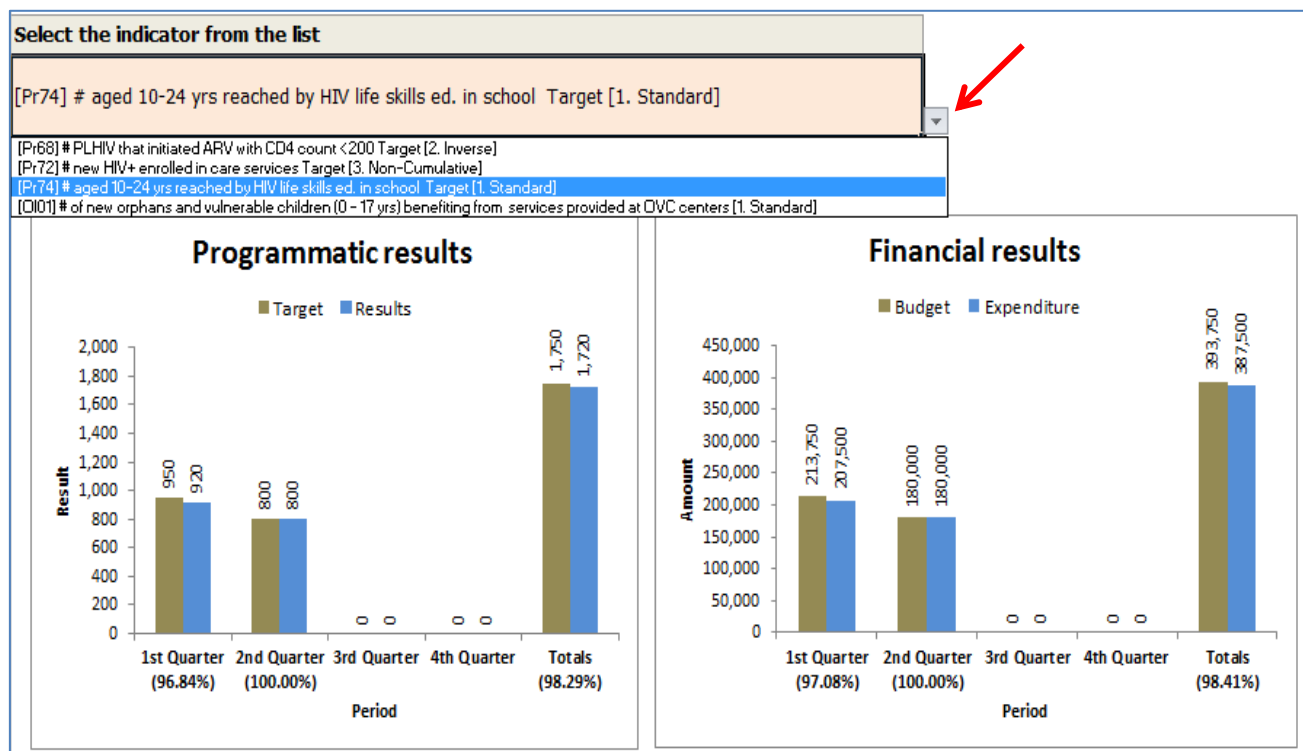 Select the indicator from the list
[Pr74] # aged 10-24 yrs reached by HIV life skills ed. in school Target [1. Standard]
[Pr68] # PLHIV that initiated ARV with CD4 count <200 Target [2. Inverse]
[Pr72] # new HIV+ enrolled in care services Target [3. Non-Cumulative]
[Pr74] # aged 10-24 yrs reached by HIV life skills ed. in school Target [1. Standard]
[OI01] # of new orphans and vulnerable children (0 - 17 yrs) benefiting from services provided at OVC centers [1. Standard]
Programmatic results
Target Results
2,000
1,800
1,600
1,400
1,200
1,000
800
600
400
200
0
Result
950
920
800
800
0
0
0
0
1,750
1,720
1st Quarter 2nd Quarter 3rd Quarter 4th Quarter Totals
(96.84%) (100.00%) (98.29%)
Period
Financial results
Budget Expenditure
450,000
400,000
350,000
300,000
250,000
200,000
150,000
100,000
50,000
0
Amount
213,750
207,500
180,000
180,000
0
0
0
0
393,750
387,500
1st Quarter 2nd Quarter 3rd Quarter 4th Quarter Totals
(97.08%) (100.00%) (98.41%)
Period